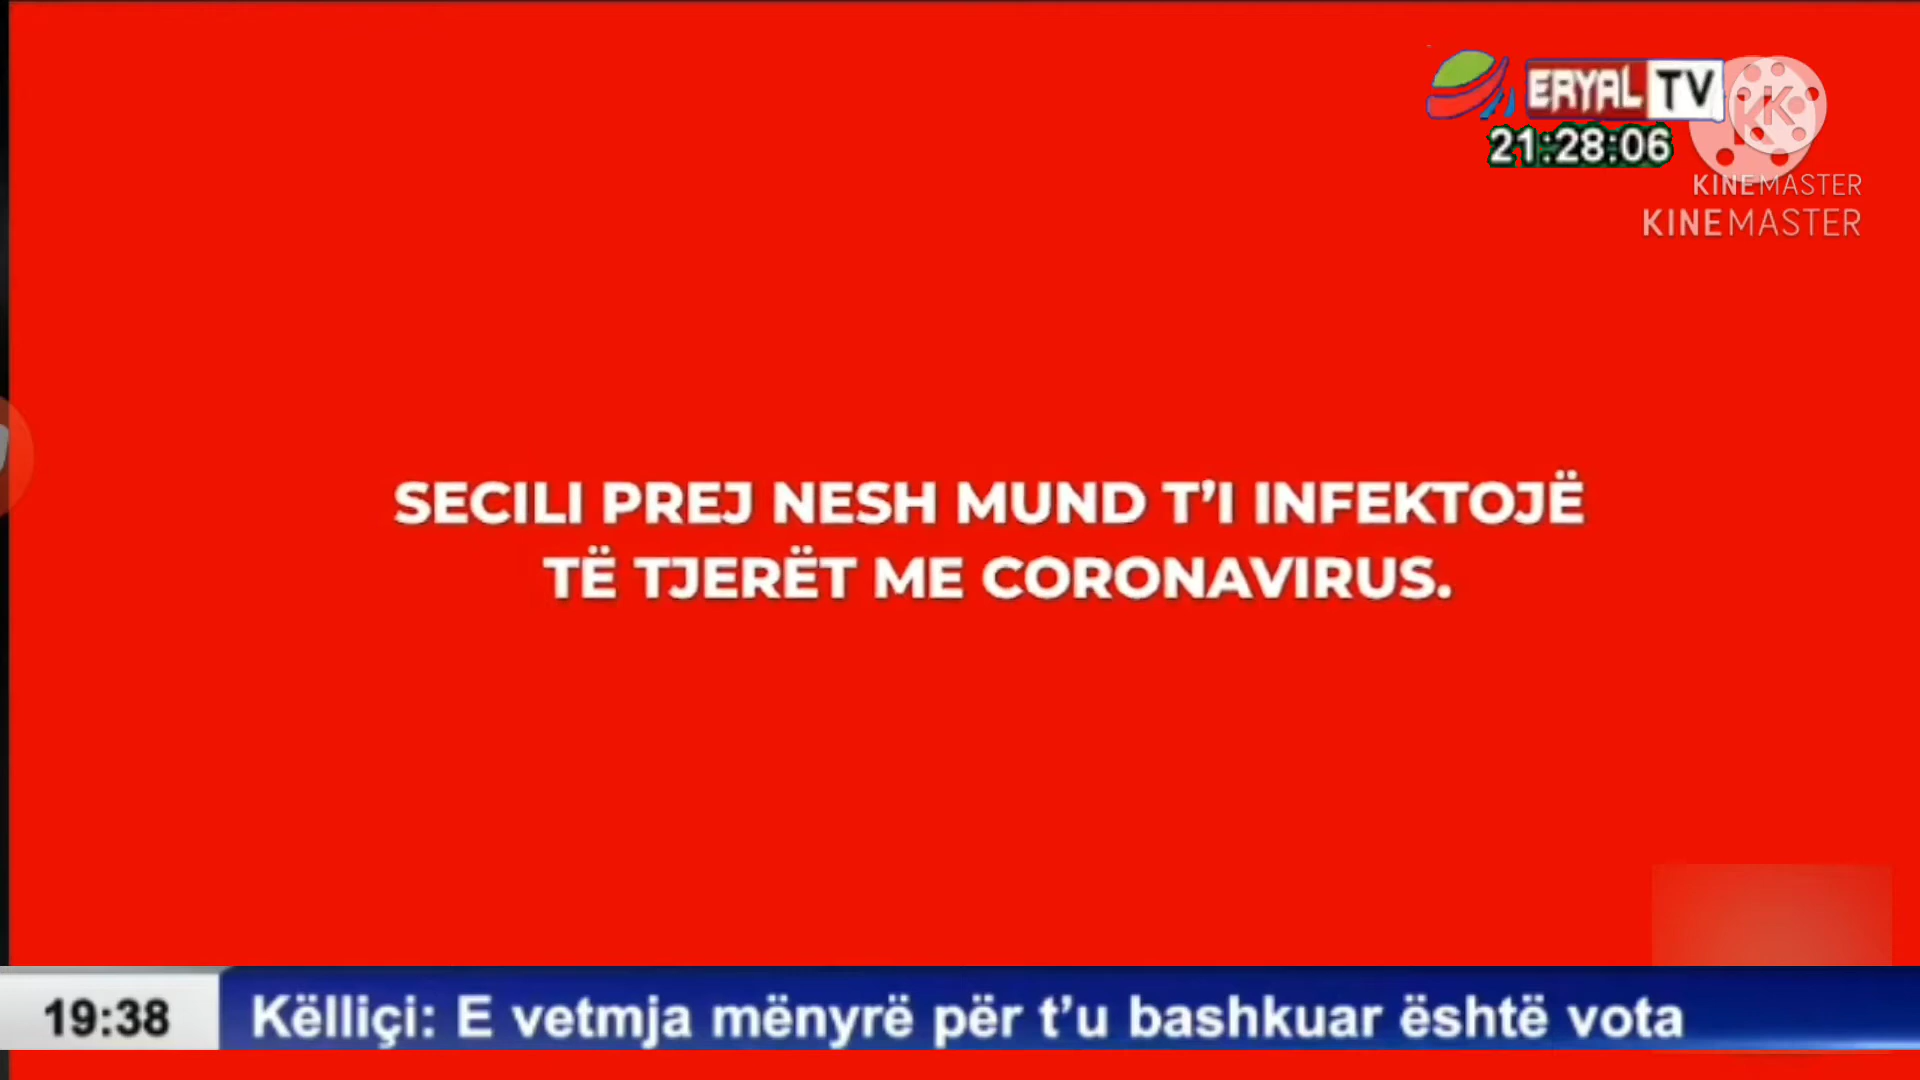 ERYAL TV
21:28:06
KINEMASTER
KINEMASTER
SECILI PREJ NESH MUND T’I INFEKTOJË
TË TJERËT ME CORONAVIRUS.
19:38 Këlliçi: E vetmja mënyrë për t’u bashkuar është vota